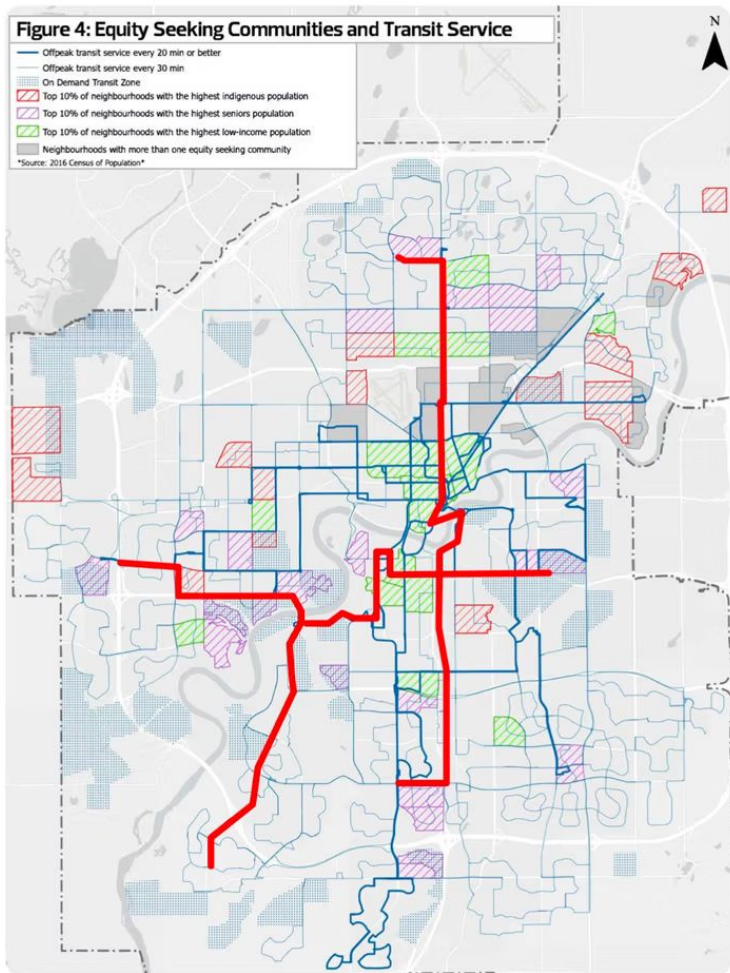 Figure 4: Equity Seeking Communities and Transit Service
Offpeak transit service every 20 min or better
Offpeak transit service every 30 min
On Demand Transit Zone
Top 10% of neighbourhoods with the highest indigenous population
Top 10% of neighbourhoods with the highest seniors population
Top 10% of neighbourhoods with the highest low-income population
Neighbourhoods with more than one equity seeking community
*Source: 2016 Census of Population*
N